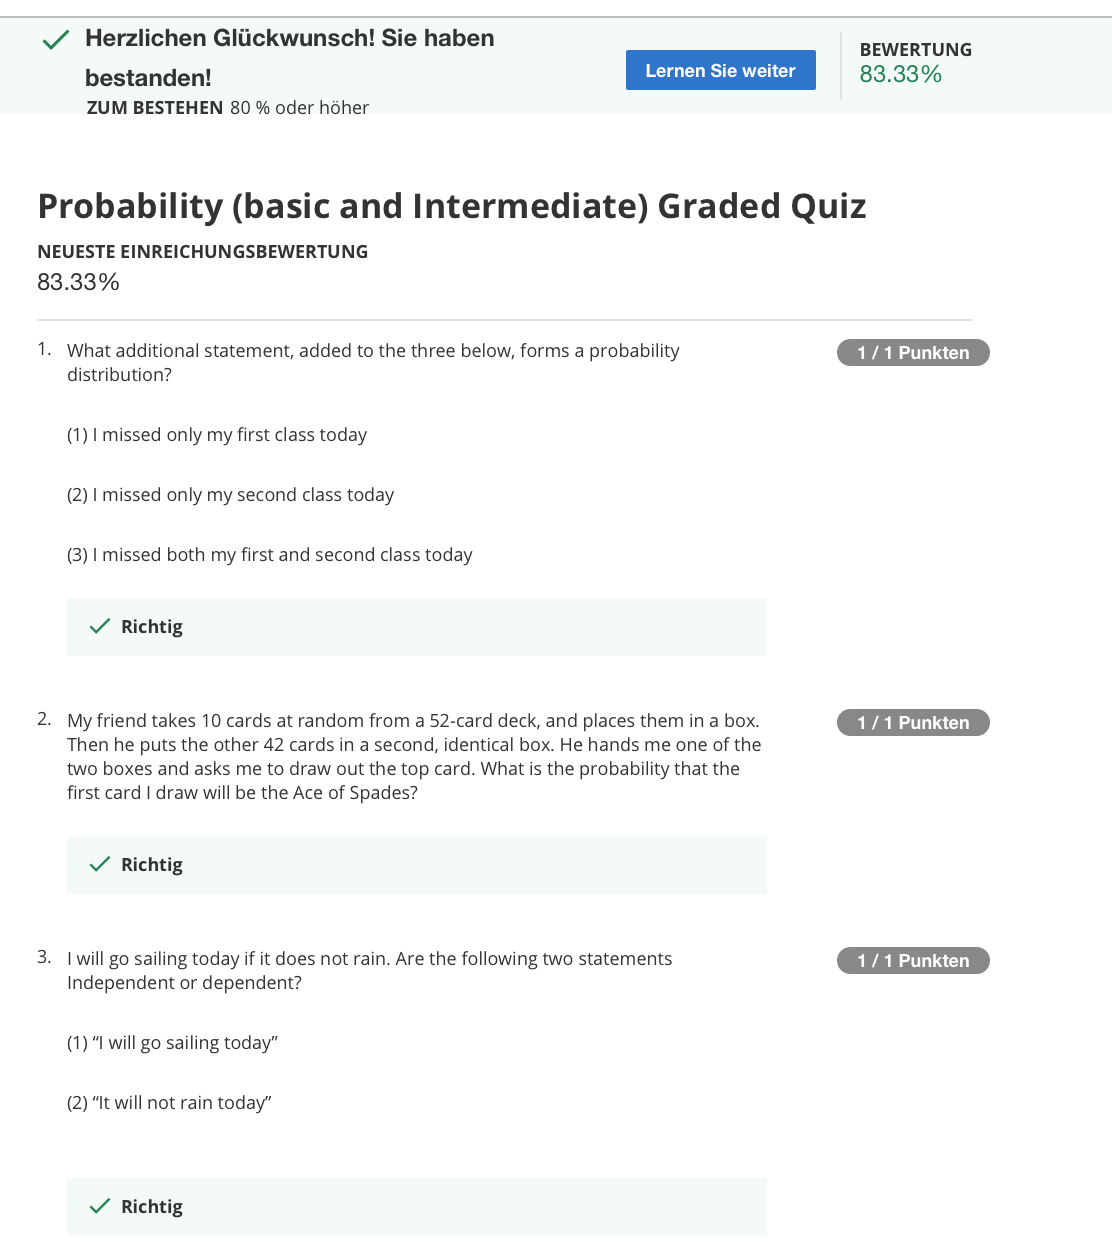 Herzlichen Glückwunsch! Sie haben
bestanden!
ZUM BESTEHEN 80 % oder höher
Lernen Sie weiter
BEWERTUNG
83.33%
Probability (basic and Intermediate) Graded Quiz
NEUESTE EINREICHUNGSBEWERTUNG
83.33%
1. What additional statement, added to the three below, forms a probability
distribution?
1 / 1 Punkten
(1) I missed only my first class today
(2) I missed only my second class today
(3) I missed both my first and second class today
Richtig
2. My friend takes 10 cards at random from a 52-card deck, and places them in a box.
Then he puts the other 42 cards in a second, identical box. He hands me one of the
two boxes and asks me to draw out the top card. What is the probability that the
first card I draw will be the Ace of Spades?
1 / 1 Punkten
Richtig
3. I will go sailing today if it does not rain. Are the following two statements
Independent or dependent?
1 / 1 Punkten
(1) “I will go sailing today”
(2) “It will not rain today”
Richtig